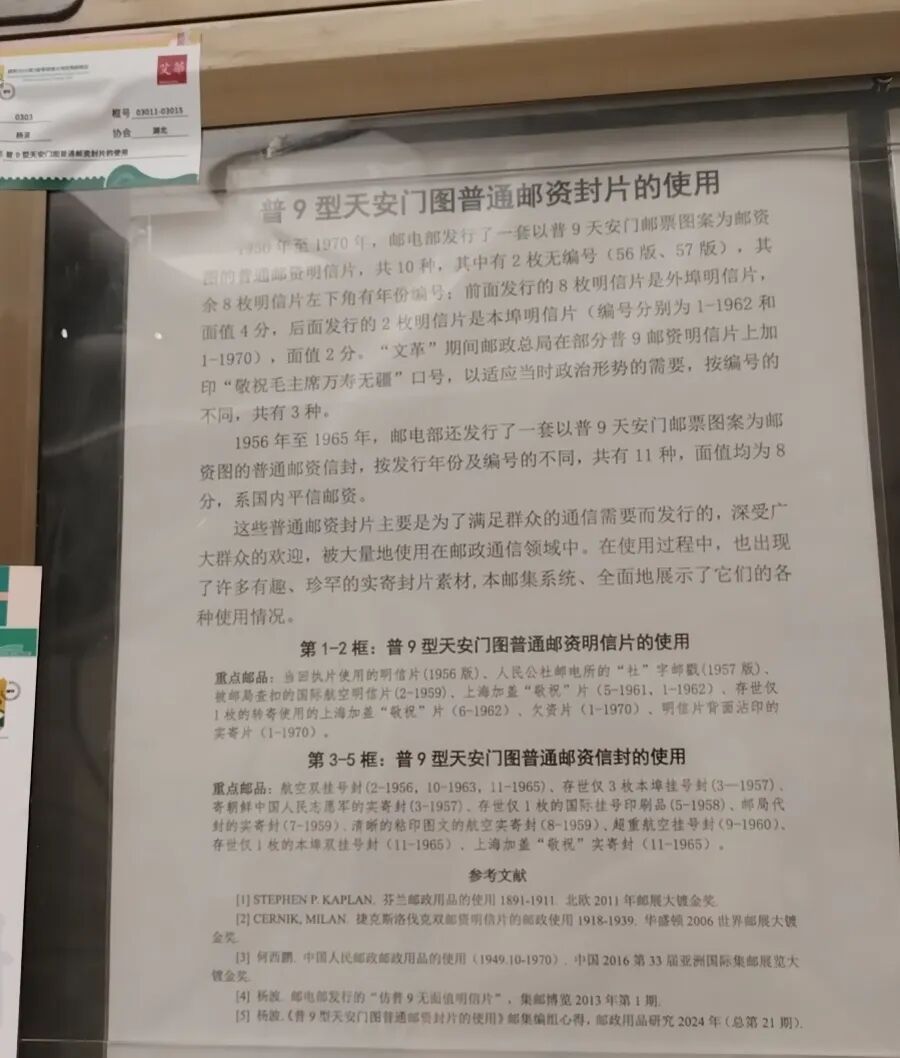 艾华
0303
框号 03011-03015
杨波
协会 湖北
普9型天安门图普通邮资封片的使用
普9型天安门图普通邮资封片的使用
1956年至1970年，邮电部发行了一套以普9天安门邮票图案为邮资
图的普通邮资明信片，共10种，其中有2枚无编号（56版、57版），其
余8枚明信片左下角有年份编号；前面发行的8枚明信片是外埠明信片，
面值4分，后面发行的2枚明信片是本埠明信片（编号分别为1-1962和
1-1970），面值2分。“文革”期间邮政总局在部分普9邮资明信片上加
印“敬祝毛主席万寿无疆”口号，以适应当时政治形势的需要，按编号的
不同，共有3种。
1956年至1965年，邮电部还发行了一套以普9天安门邮票图案为邮
资图的普通邮资信封，按发行年份及编号的不同，共有11种，面值均为8
分，系国内平信邮资。
这些普通邮资封片主要是为了满足群众的通信需要而发行的，深受广
大群众的欢迎，被大量地使用在邮政通信领域中。在使用过程中，也出现
了许多有趣、珍罕的实寄封片素材,本邮集系统、全面地展示了它们的各
种使用情况。
第1-2框：普9型天安门图普通邮资明信片的使用
重点邮品：当回执片使用的明信片(1956版)、人民公社邮电所的“社”字邮戳(1957版)、
被邮局查扣的国际航空明信片(2-1959)、上海加盖“敬祝”片（5-1961，1-1962）、存世仅
1枚的转寄使用的上海加盖“敬祝”片（6-1962）、欠资片（1-1970）、明信片背面沾印的
实寄片（1-1970）。
第3-5框：普9型天安门图普通邮资信封的使用
重点邮品：航空双挂号封(2-1956，10-1963，11-1965)、存世仅3枚本埠挂号封(3—1957)、
寄朝鲜中国人民志愿军的实寄封(3-1957)、存世仅1枚的国际挂号印刷品(5-1958)、邮局代
封的实寄封(7-1959)、清晰的粘印图文的航空实寄封(8-1959)、超重航空挂号封(9-1960)、
存世仅1枚的本埠双挂号封（11-1965）、上海加盖“敬祝”实寄封（11-1965）。
参考文献
[1] STEPHEN P. KAPLAN. 芬兰邮政用品的使用 1891-1911. 北欧 2011 年邮展大镀金奖.
[2] CERNIK, MILAN. 捷克斯洛伐克双邮资明信片的邮政使用 1918-1939. 华盛顿 2006 世界邮展大镀
金奖.
[3] 何西鹏. 中国人民邮政邮政用品的使用（1949.10-1970）. 中国 2016 第 33 届亚洲国际集邮展览大
镀金奖.
[4] 杨波. 邮电部发行的“仿普9无面值明信片”, 集邮博览 2013 年第 1 期.
[5] 杨波.《普9型天安门图普通邮资封片的使用》邮集编组心得, 邮政用品研究 2024 年（总第 21 期）.